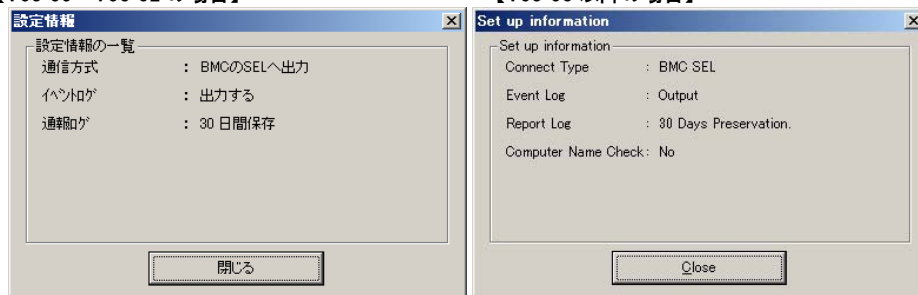 設定情報
設定情報の一覧
通信方式 : BMCのSELへ出力
イベントログ : 出力する
通報ログ : 30 日間保存
閉じる
Set up information
Set up information
Connect Type : BMC SEL
Event Log : Output
Report Log : 30 Days Preservation.
Computer Name Check : No
Close